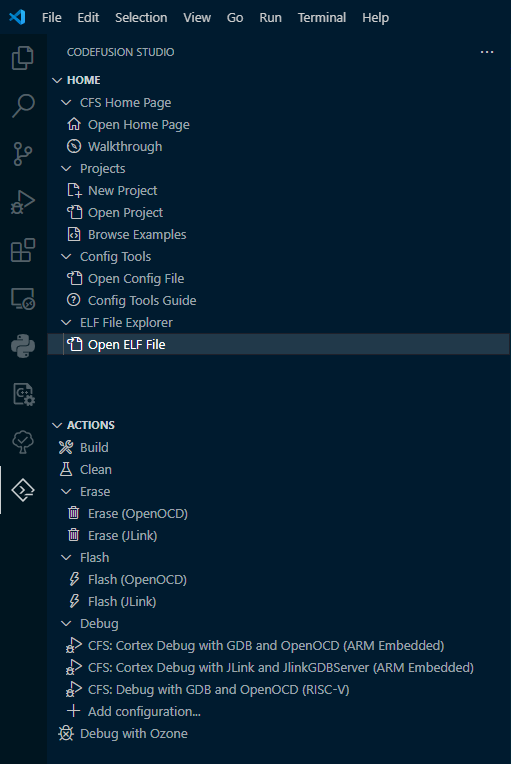 File Edit Selection View Go Run Terminal Help
CODEFUSION STUDIO
HOME
CFS Home Page
Open Home Page
Walkthrough
Projects
New Project
Open Project
Browse Examples
Config Tools
Open Config File
Config Tools Guide
ELF File Explorer
Open ELF File
ACTIONS
Build
Clean
Erase
Erase (OpenOCD)
Erase (JLink)
Flash
Flash (OpenOCD)
Flash (JLink)
Debug
CFS: Cortex Debug with GDB and OpenOCD (ARM Embedded)
CFS: Cortex Debug with JLink and JlinkGDBServer (ARM Embedded)
CFS: Debug with GDB and OpenOCD (RISC-V)
Add configuration...
Debug with Ozone